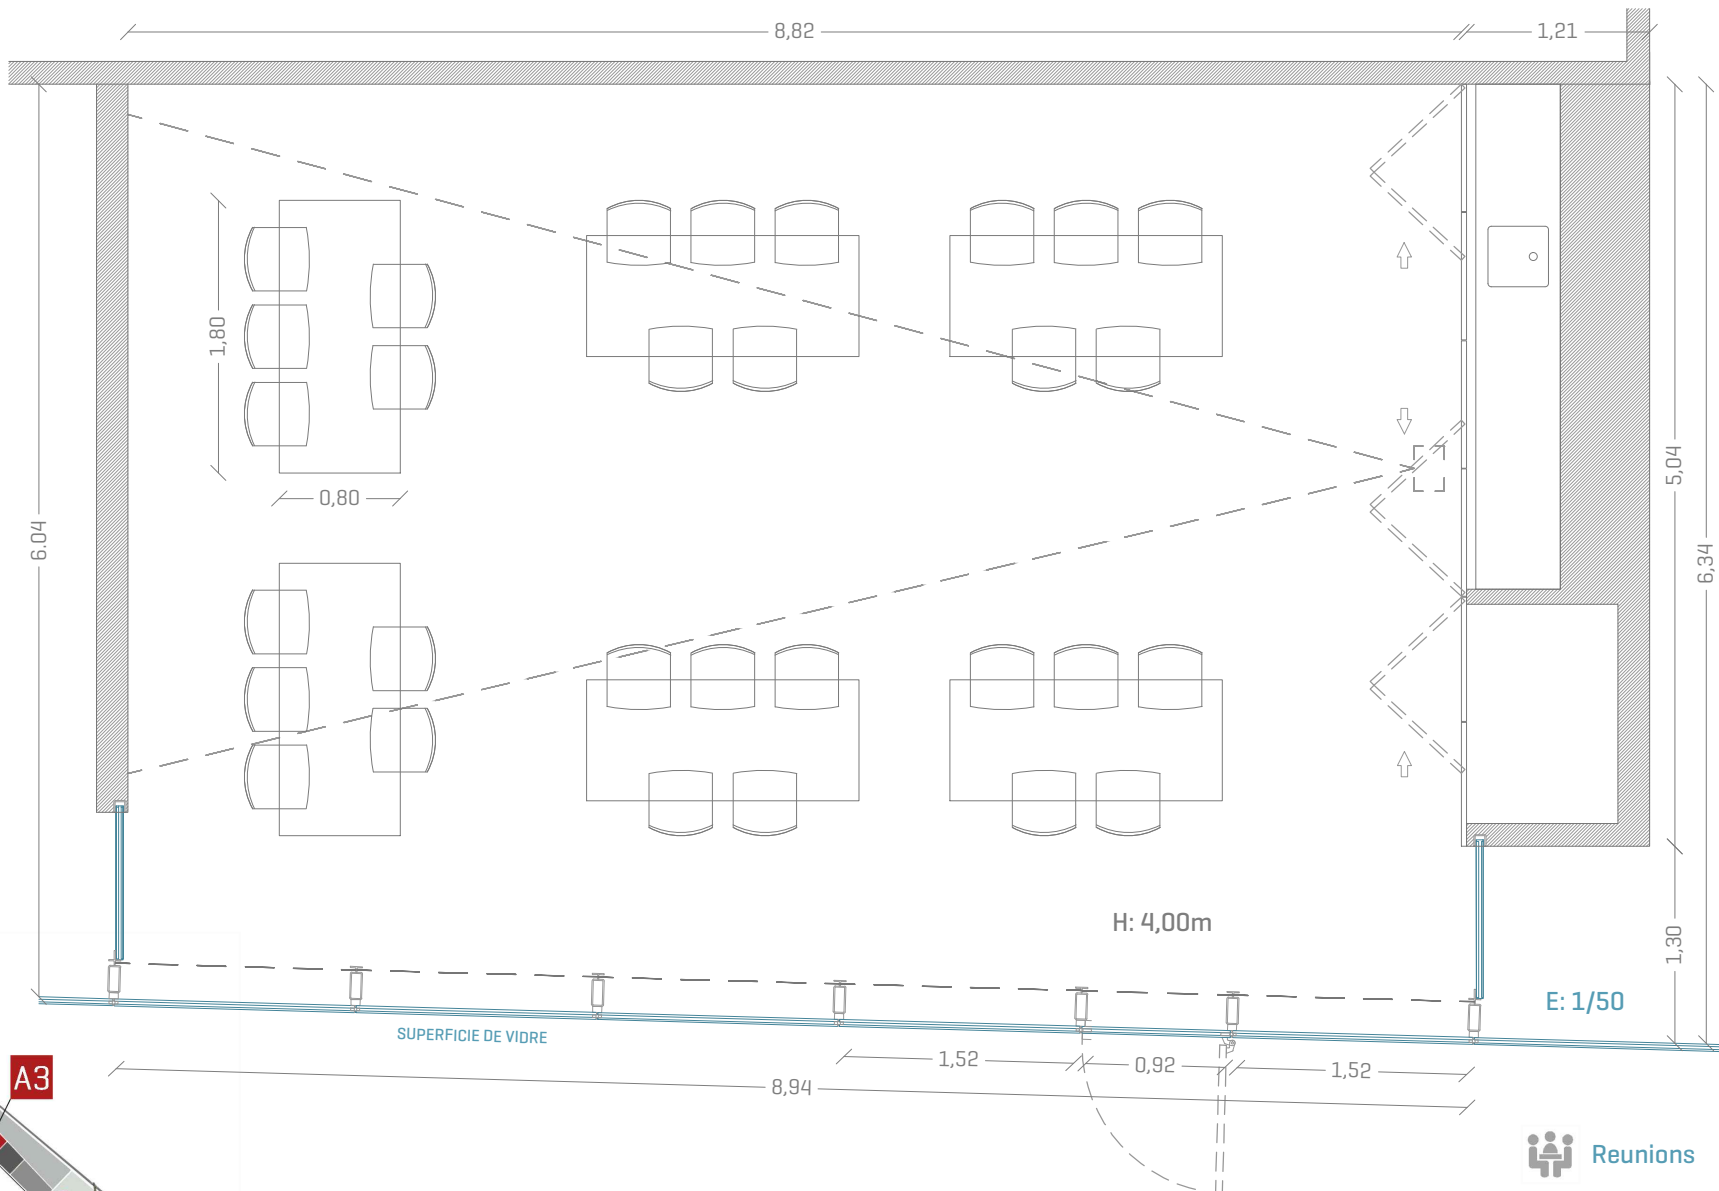 8,82
1,21
1,80
0,80
6.04
5,04
6,34
H: 4,00m
1,30
E: 1/50
SUPERFICIE DE VIDRE
1,52
0,92
1,52
8,94
A3
Reunions